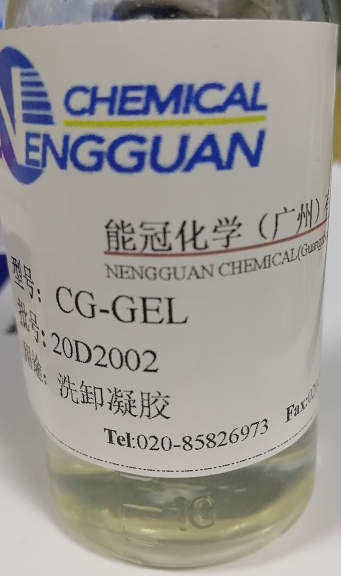 CHEMICAL
NENGGUAN
能冠化学（广州）
NENGGUAN CHEMICAL(Guang
型号: CG-GEL
批号: 20D2002
用途: 洗卸凝胶
Tel:020-85826973 Fax:02